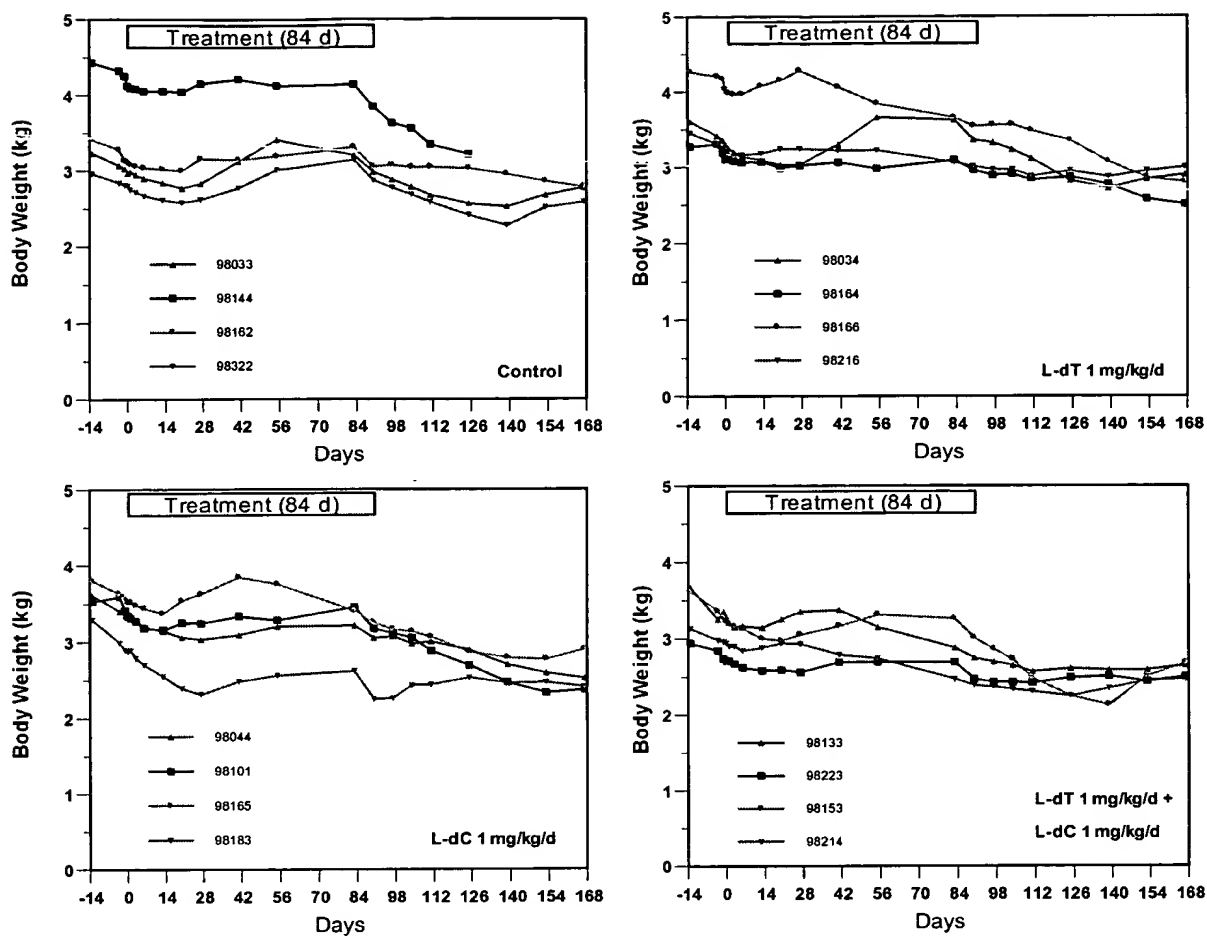 Treatment (84 d)
Body Weight (kg)
5
4
3
2
1
0
98033
98144
98162
98322
Control
-14 0 14 28 42 56 70 84 98 112 126 140 154 168
Days
Treatment (84 d)
Body Weight (kg)
5
4
3
2
1
0
98034
98164
98166
98216
L-dT 1 mg/kg/d
-14 0 14 28 42 56 70 84 98 112 126 140 154 168
Days
Treatment (84 d)
Body Weight (kg)
5
4
3
2
1
0
98044
98101
98165
98183
L-dC 1 mg/kg/d
-14 0 14 28 42 56 70 84 98 112 126 140 154 168
Days
Treatment (84 d)
Body Weight (kg)
5
4
3
2
1
0
98133
98223
98153
98214
L-dT 1 mg/kg/d +
L-dC 1 mg/kg/d
-14 0 14 28 42 56 70 84 98 112 126 140 154 168
Days